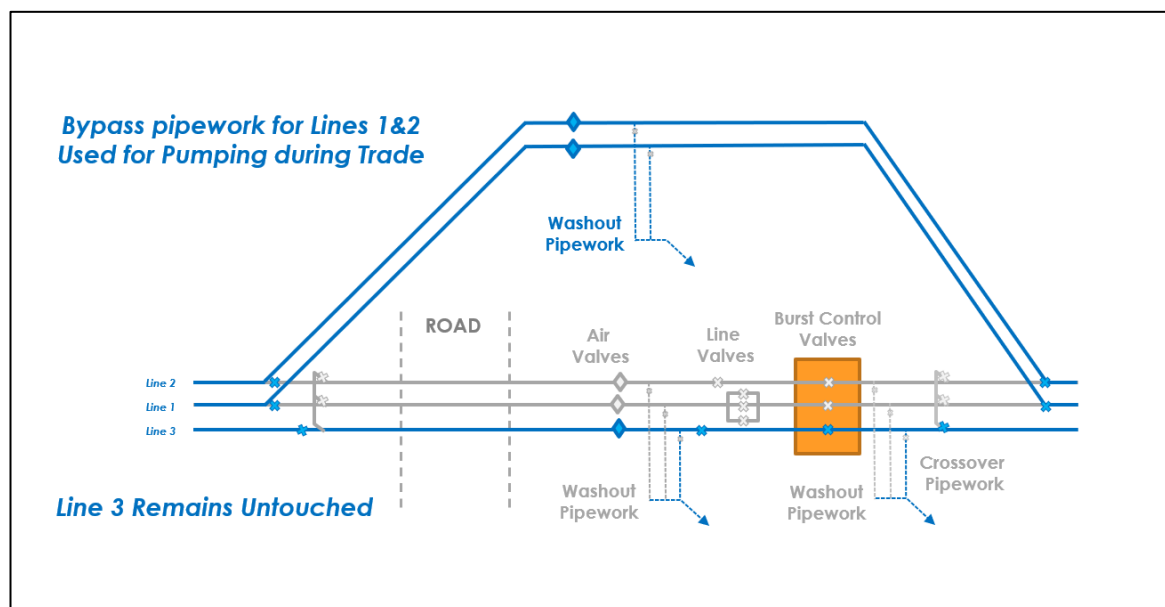 Bypass pipework for Lines 1&2
Used for Pumping during Trade
Washout
Pipework
ROAD
Air
Valves
Line
Valves
Burst Control
Valves
Line 2
Line 1
Line 3
Washout
Pipework
Washout
Pipework
Crossover
Pipework
Line 3 Remains Untouched